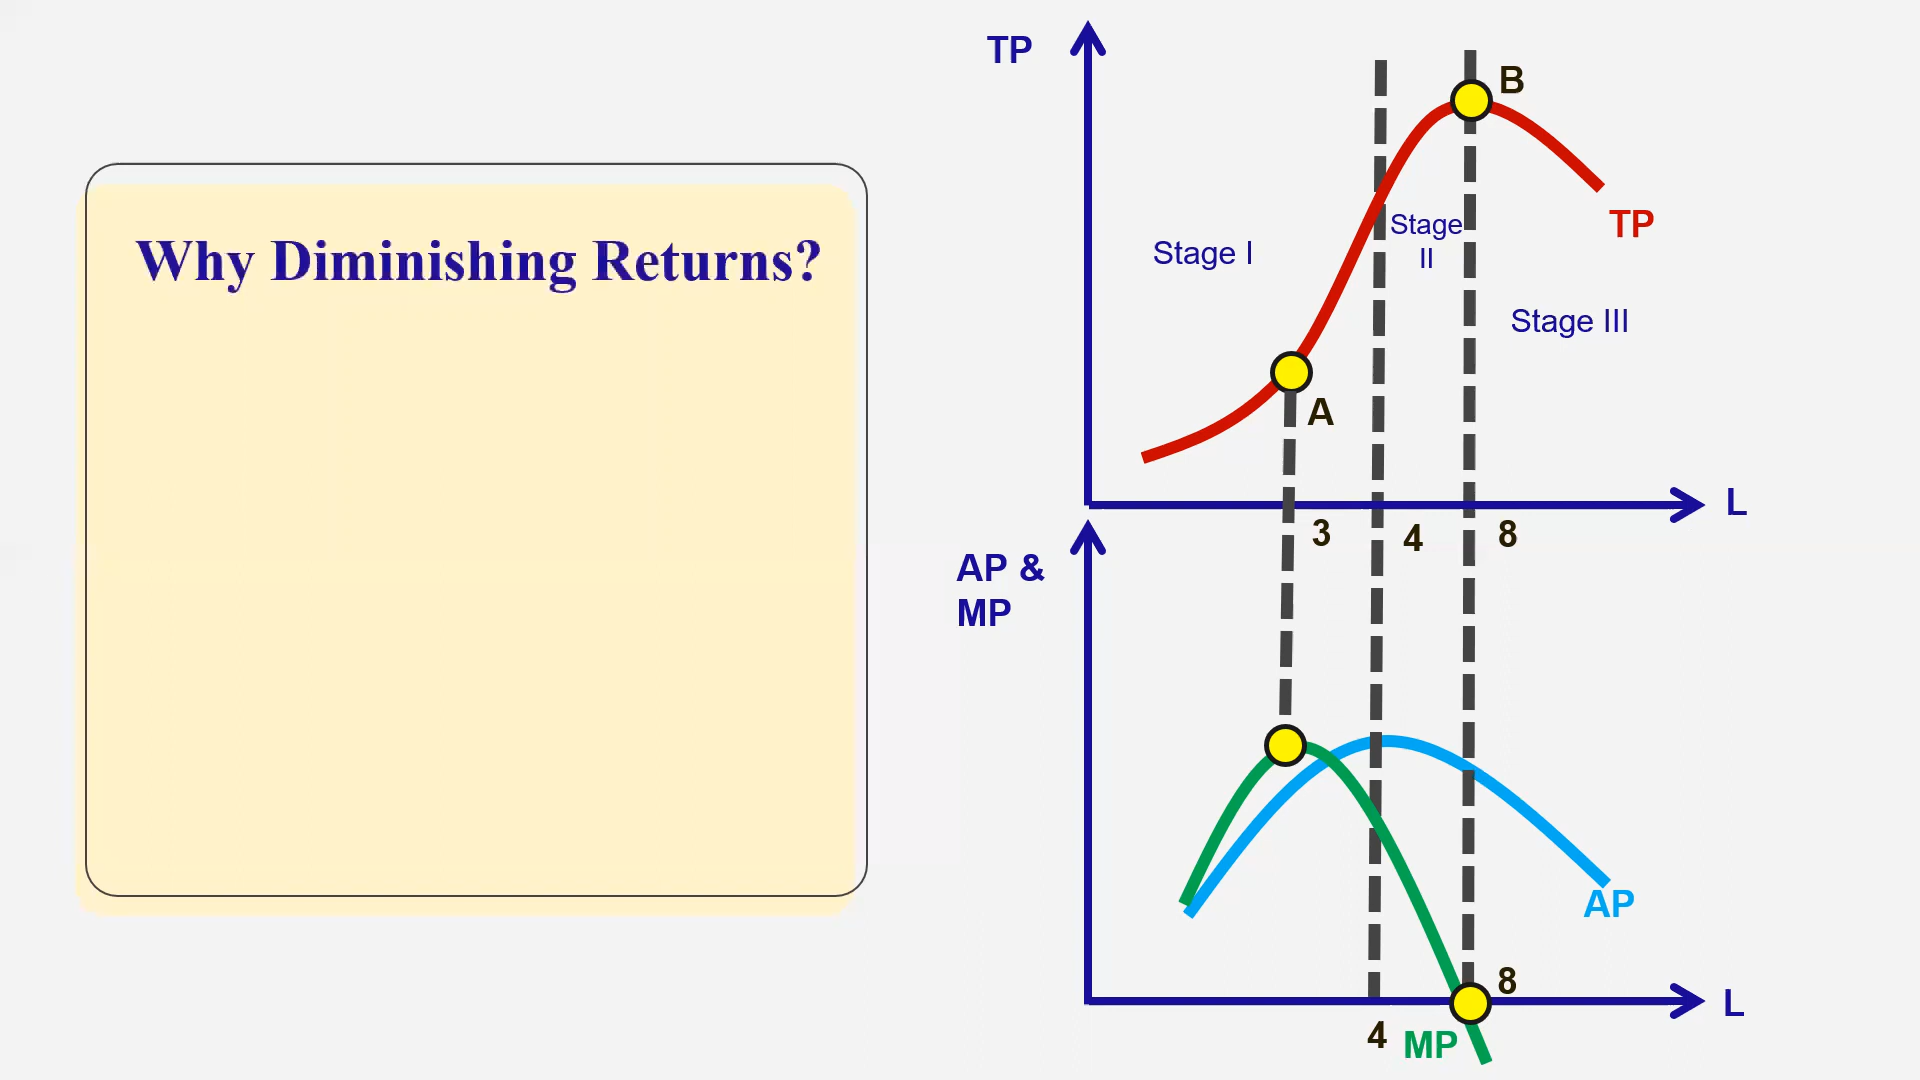 Why Diminishing Returns?
TP
B
TP
Stage I
Stage
II
Stage III
A
L
3
4
8
AP &
MP
AP
8
L
4
MP